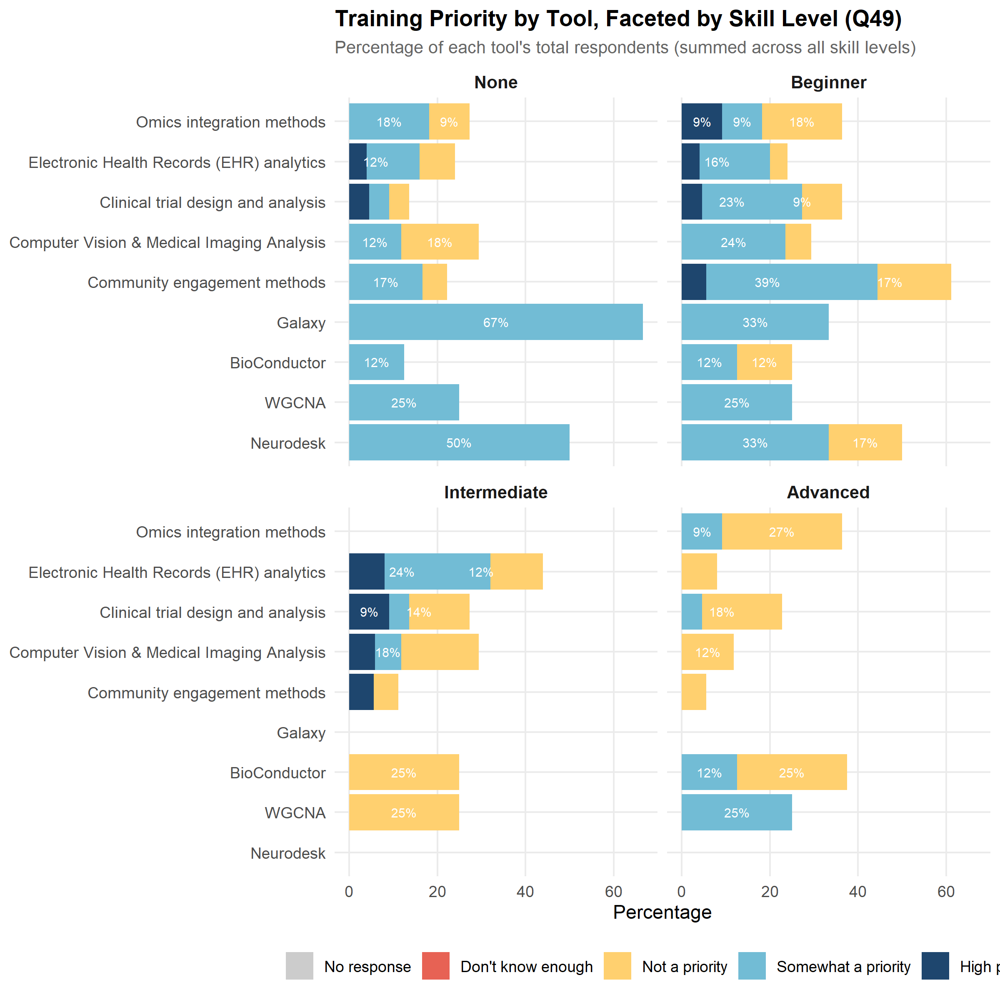 Training Priority by Tool, Faceted by Skill Level (Q49)
Percentage of each tool's total respondents (summed across all skill levels)
None
Beginner
Omics integration methods
18% 9%
9% 9% 18%
Electronic Health Records (EHR) analytics
12%
16%
Clinical trial design and analysis
23% 9%
Computer Vision & Medical Imaging Analysis
12% 18%
24%
Community engagement methods
17%
39% 17%
Galaxy
67%
33%
BioConductor
12%
12% 12%
WGCNA
25%
25%
Neurodesk
50%
33% 17%
Intermediate
Advanced
Omics integration methods
9% 27%
Electronic Health Records (EHR) analytics
24% 12%
Clinical trial design and analysis
9% 14%
18%
Computer Vision & Medical Imaging Analysis
18%
12%
Community engagement methods
Galaxy
BioConductor
25%
12% 25%
WGCNA
25%
25%
Neurodesk
0 20 40 60
0 20 40 60
Percentage
No response Don't know enough Not a priority Somewhat a priority High p